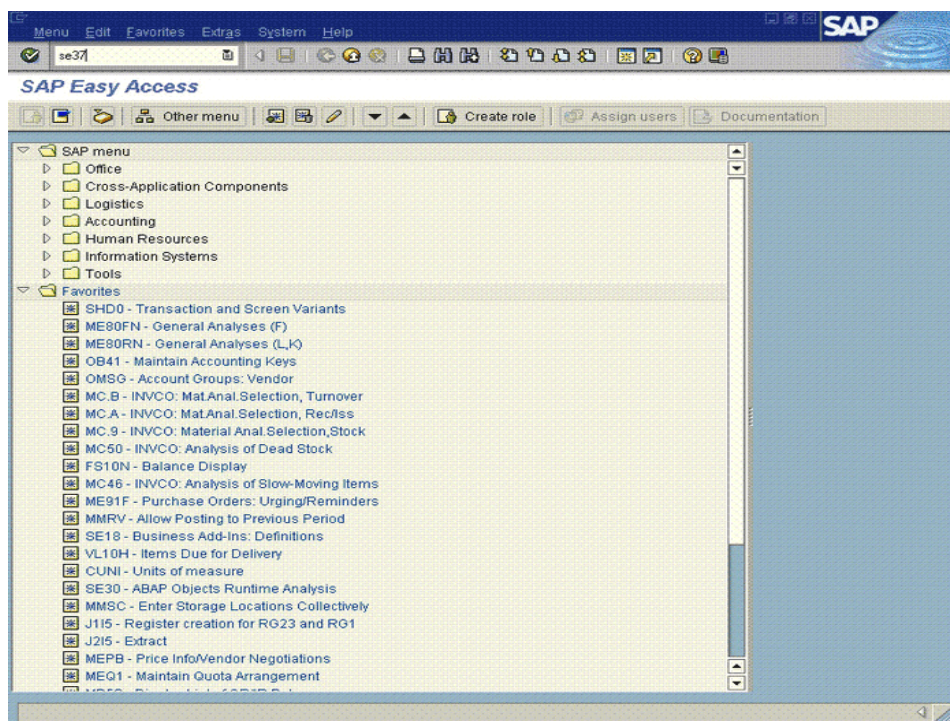 Menu Edit Favorites Extras System Help
SAP
se37
SAP Easy Access
Other menu Create role Assign users Documentation
SAP menu
Office
Cross-Application Components
Logistics
Accounting
Human Resources
Information Systems
Tools
Favorites
SHD0 - Transaction and Screen Variants
ME80FN - General Analyses (F)
ME80RN - General Analyses (L,K)
OB41 - Maintain Accounting Keys
OMSG - Account Groups: Vendor
MC.B - INVCO: Mat.Anal.Selection, Turnover
MC.A - INVCO: Mat.Anal.Selection, Rec/Iss
MC.9 - INVCO: Material Anal.Selection,Stock
MC50 - INVCO: Analysis of Dead Stock
FS10N - Balance Display
MC46 - INVCO: Analysis of Slow-Moving Items
ME91F - Purchase Orders: Urging/Reminders
MMRV - Allow Posting to Previous Period
SE18 - Business Add-Ins: Definitions
VL10H - Items Due for Delivery
CUNI - Units of measure
SE30 - ABAP Objects Runtime Analysis
MMSC - Enter Storage Locations Collectively
J1I5 - Register creation for RG23 and RG1
J2I5 - Extract
MEPB - Price Info/Vendor Negotiations
MEQ1 - Maintain Quota Arrangement